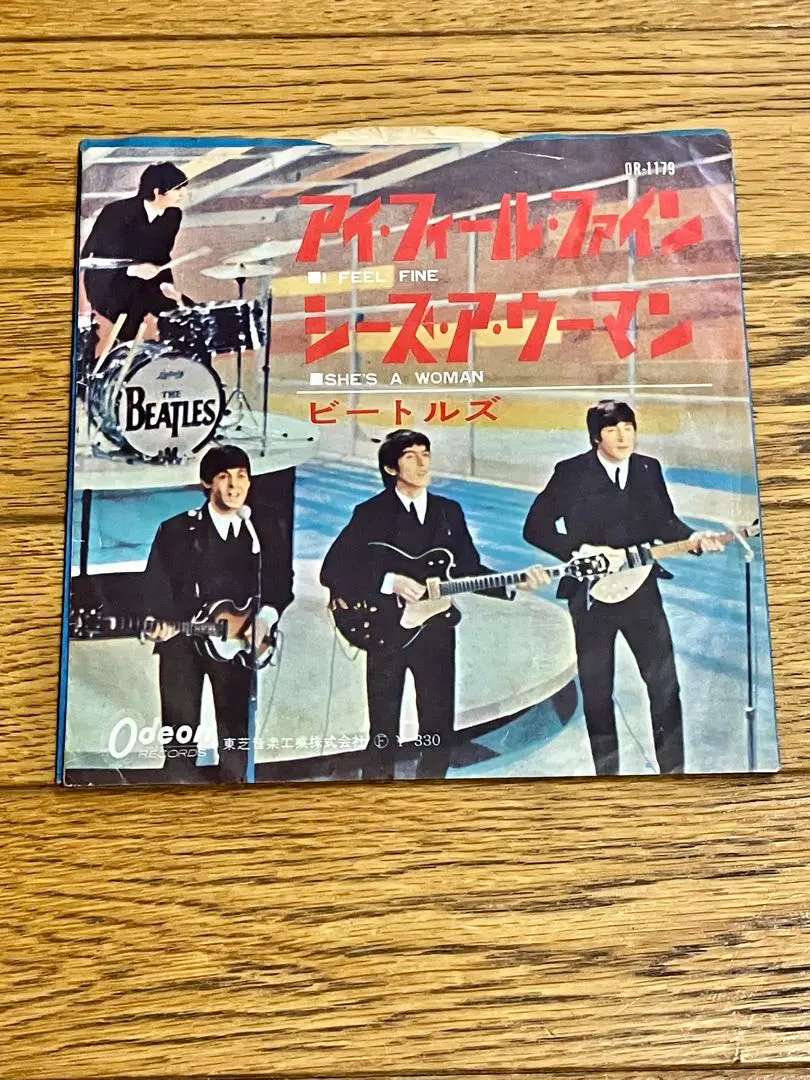 OR-1179
アイ・フィール・ファイン
■I FEEL FINE
シーズ・ア・ウーマン
■SHE'S A WOMAN
ビートルズ
THE
BEATLES
Odeon
RECORDS
東芝音楽工業株式会社 Ⓕ ¥ 330